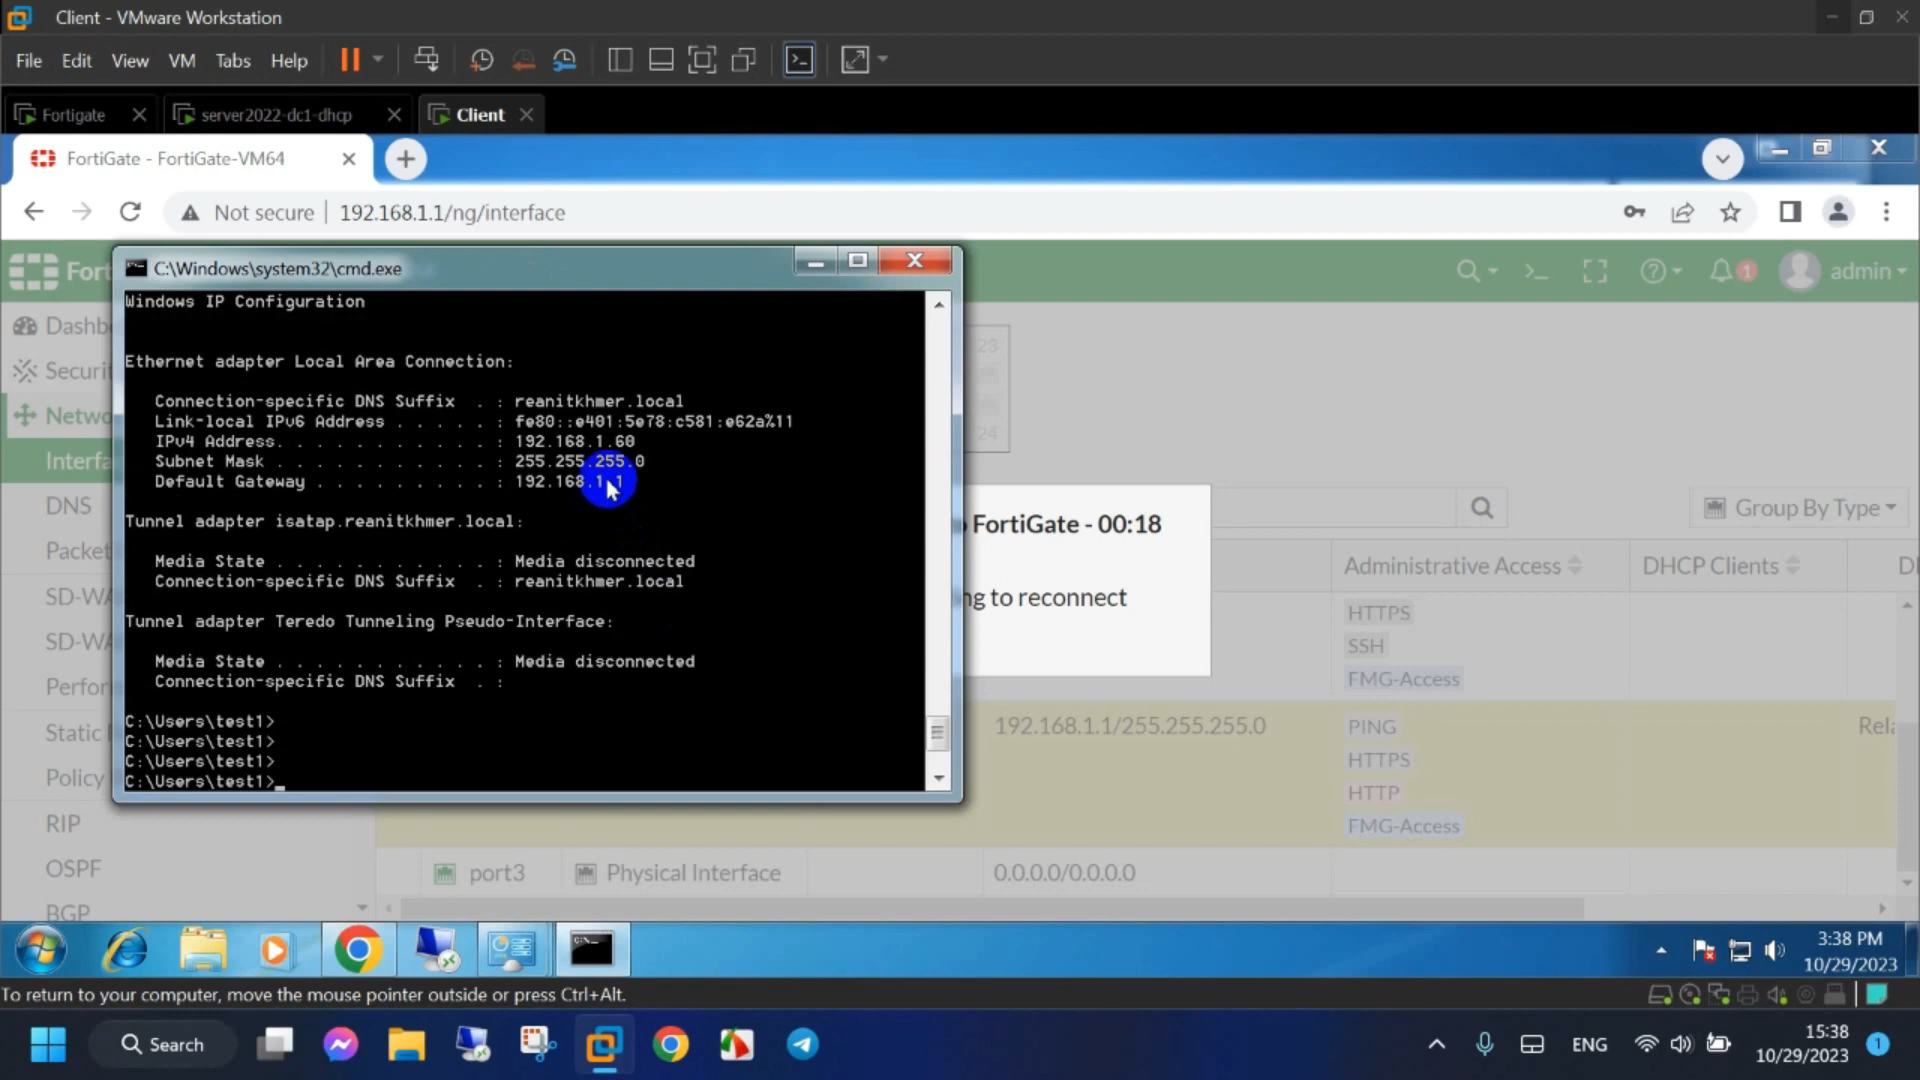 Client - VMware Workstation
File Edit View VM Tabs Help
Fortigate server2022-dc1-dhcp Client
FortiGate - FortiGate-VM64
Not secure 192.168.1.1/ng/interface
C:\Windows\system32\cmd.exe
admin
1
Windows IP Configuration
Ethernet adapter Local Area Connection:
Connection-specific DNS Suffix . : reanitkhmer.local
Link-local IPv6 Address . . . . . : fe80::e401:5e78:c581:e62a%11
IPv4 Address. . . . . . . . . . . : 192.168.1.60
Subnet Mask . . . . . . . . . . . : 255.255.255.0
Default Gateway . . . . . . . . . : 192.168.1.1
Tunnel adapter isatap.reanitkhmer.local:
Media State . . . . . . . . . . . : Media disconnected
Connection-specific DNS Suffix . : reanitkhmer.local
Tunnel adapter Teredo Tunneling Pseudo-Interface:
Media State . . . . . . . . . . . : Media disconnected
Connection-specific DNS Suffix . :
C:\Users\test1>
C:\Users\test1>
C:\Users\test1>
C:\Users\test1>_
DNS
RIP
OSPF
BGP
23
24
FortiGate - 00:18
to reconnect
Group By Type
Administrative Access DHCP Clients
HTTPS
SSH
FMG-Access
192.168.1.1/255.255.255.0
PING
HTTPS
HTTP
FMG-Access
port3 Physical Interface 0.0.0.0/0.0.0.0
3:38 PM
10/29/2023
To return to your computer, move the mouse pointer outside or press Ctrl+Alt.
Search
ENG
15:38
10/29/2023
1